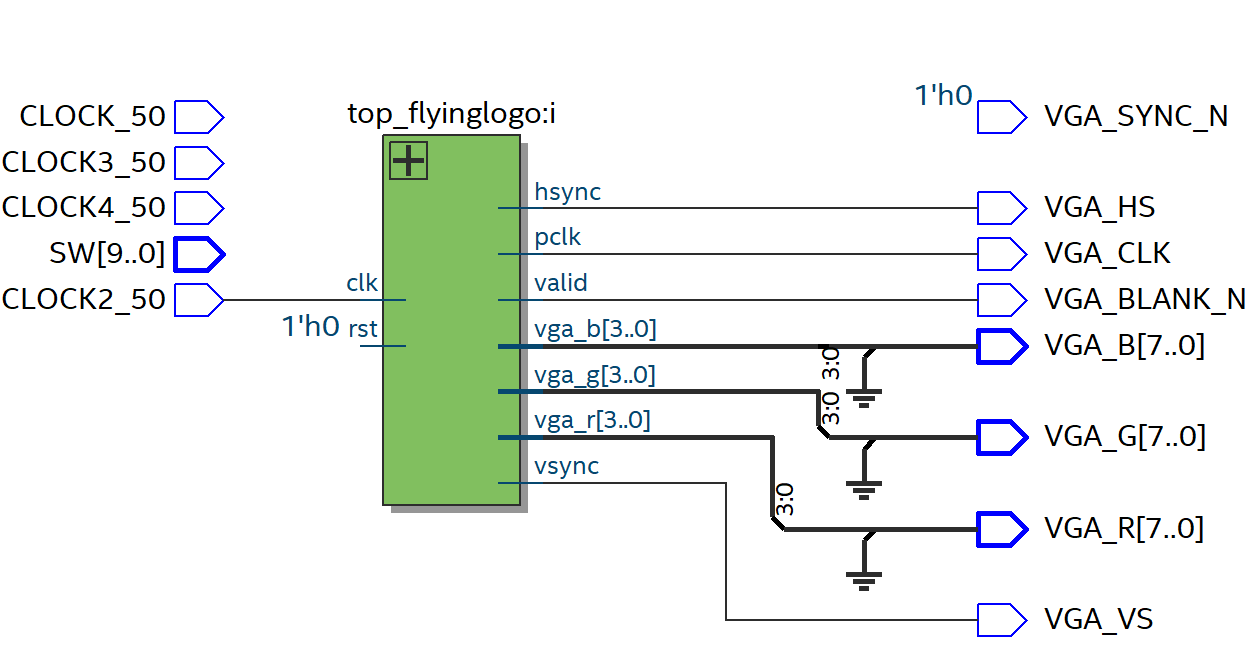 CLOCK_50
CLOCK3_50
CLOCK4_50
SW[9..0]
CLOCK2_50
top_flyinglogo:i
clk
1'h0 rst
hsync
pclk
valid
vga_b[3..0]
vga_g[3..0]
vga_r[3..0]
vsync
3:0
3:0
3:0
1'h0
VGA_SYNC_N
VGA_HS
VGA_CLK
VGA_BLANK_N
VGA_B[7..0]
VGA_G[7..0]
VGA_R[7..0]
VGA_VS